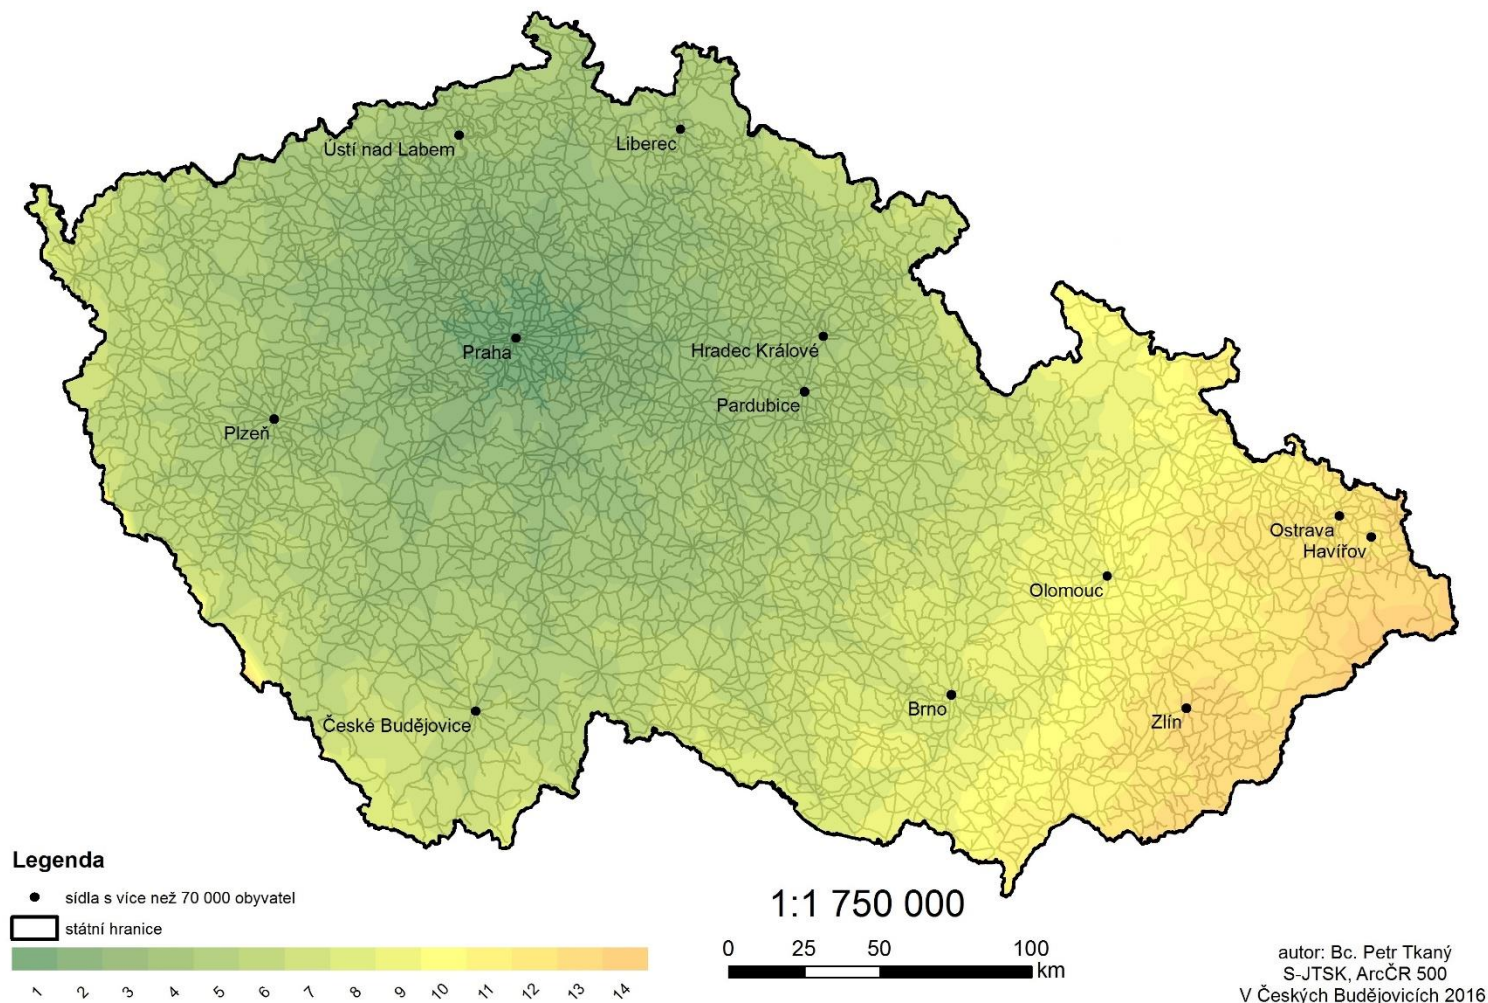 Ústí nad Labem
Liberec
Praha
Hradec Králové
Pardubice
Plzeň
Ostrava
Havířov
Olomouc
Brno
Zlín
České Budějovice
Legenda
sídla s více než 70 000 obyvatel
státní hranice
1 2 3 4 5 6 7 8 9 10 11 12 13 14
1:1 750 000
0 25 50 100
km
autor: Bc. Petr Tkaný
S-JTSK, ArcČR 500
V Českých Budějovicích 2016